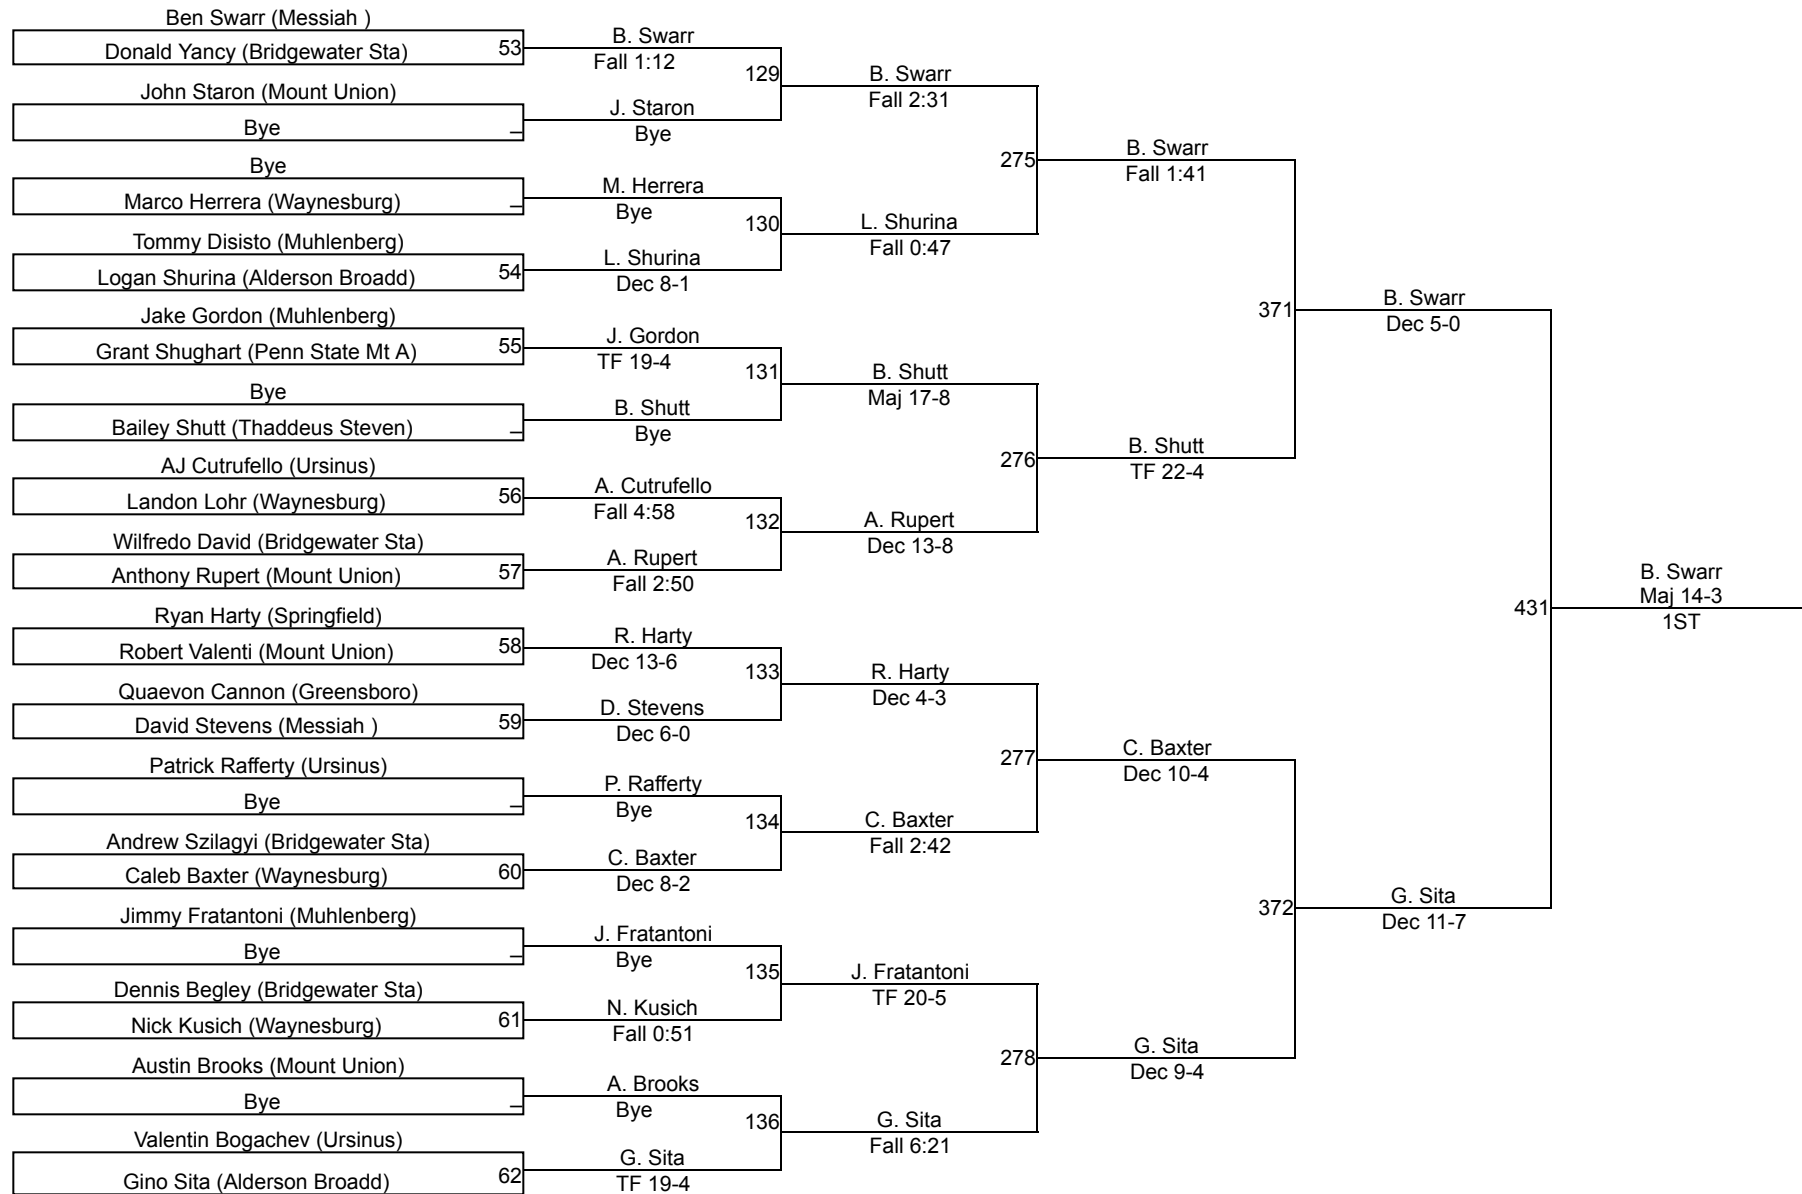 Ben Swarr (Messiah )
Donald Yancy (Bridgewater Sta) 53
John Staron (Mount Union)
Bye _
Bye
Marco Herrera (Waynesburg) _
Tommy Disisto (Muhlenberg)
Logan Shurina (Alderson Broadd) 54
Jake Gordon (Muhlenberg)
Grant Shughart (Penn State Mt A) 55
Bye
Bailey Shutt (Thaddeus Steven) _
AJ Cutrufello (Ursinus)
Landon Lohr (Waynesburg) 56
Wilfredo David (Bridgewater Sta)
Anthony Rupert (Mount Union) 57
Ryan Harty (Springfield)
Robert Valenti (Mount Union) 58
Quaevon Cannon (Greensboro)
David Stevens (Messiah ) 59
Patrick Rafferty (Ursinus)
Bye _
Andrew Szilagyi (Bridgewater Sta)
Caleb Baxter (Waynesburg) 60
Jimmy Fratantoni (Muhlenberg)
Bye _
Dennis Begley (Bridgewater Sta)
Nick Kusich (Waynesburg) 61
Austin Brooks (Mount Union)
Bye _
Valentin Bogachev (Ursinus)
Gino Sita (Alderson Broadd) 62
B. Swarr
Fall 1:12
129
J. Staron
Bye
M. Herrera
Bye
130
L. Shurina
Dec 8-1
J. Gordon
TF 19-4
131
B. Shutt
Bye
A. Cutrufello
Fall 4:58
132
A. Rupert
Fall 2:50
R. Harty
Dec 13-6
133
D. Stevens
Dec 6-0
P. Rafferty
Bye
134
C. Baxter
Dec 8-2
J. Fratantoni
Bye
135
N. Kusich
Fall 0:51
A. Brooks
Bye
136
G. Sita
TF 19-4
B. Swarr
Fall 2:31
275
L. Shurina
Fall 0:47
B. Shutt
Maj 17-8
276
A. Rupert
Dec 13-8
R. Harty
Dec 4-3
277
C. Baxter
Fall 2:42
J. Fratantoni
TF 20-5
278
G. Sita
Fall 6:21
B. Swarr
Fall 1:41
371
B. Shutt
TF 22-4
C. Baxter
Dec 10-4
372
G. Sita
Dec 9-4
B. Swarr
Dec 5-0
431
G. Sita
Dec 11-7
B. Swarr
Maj 14-3
1ST